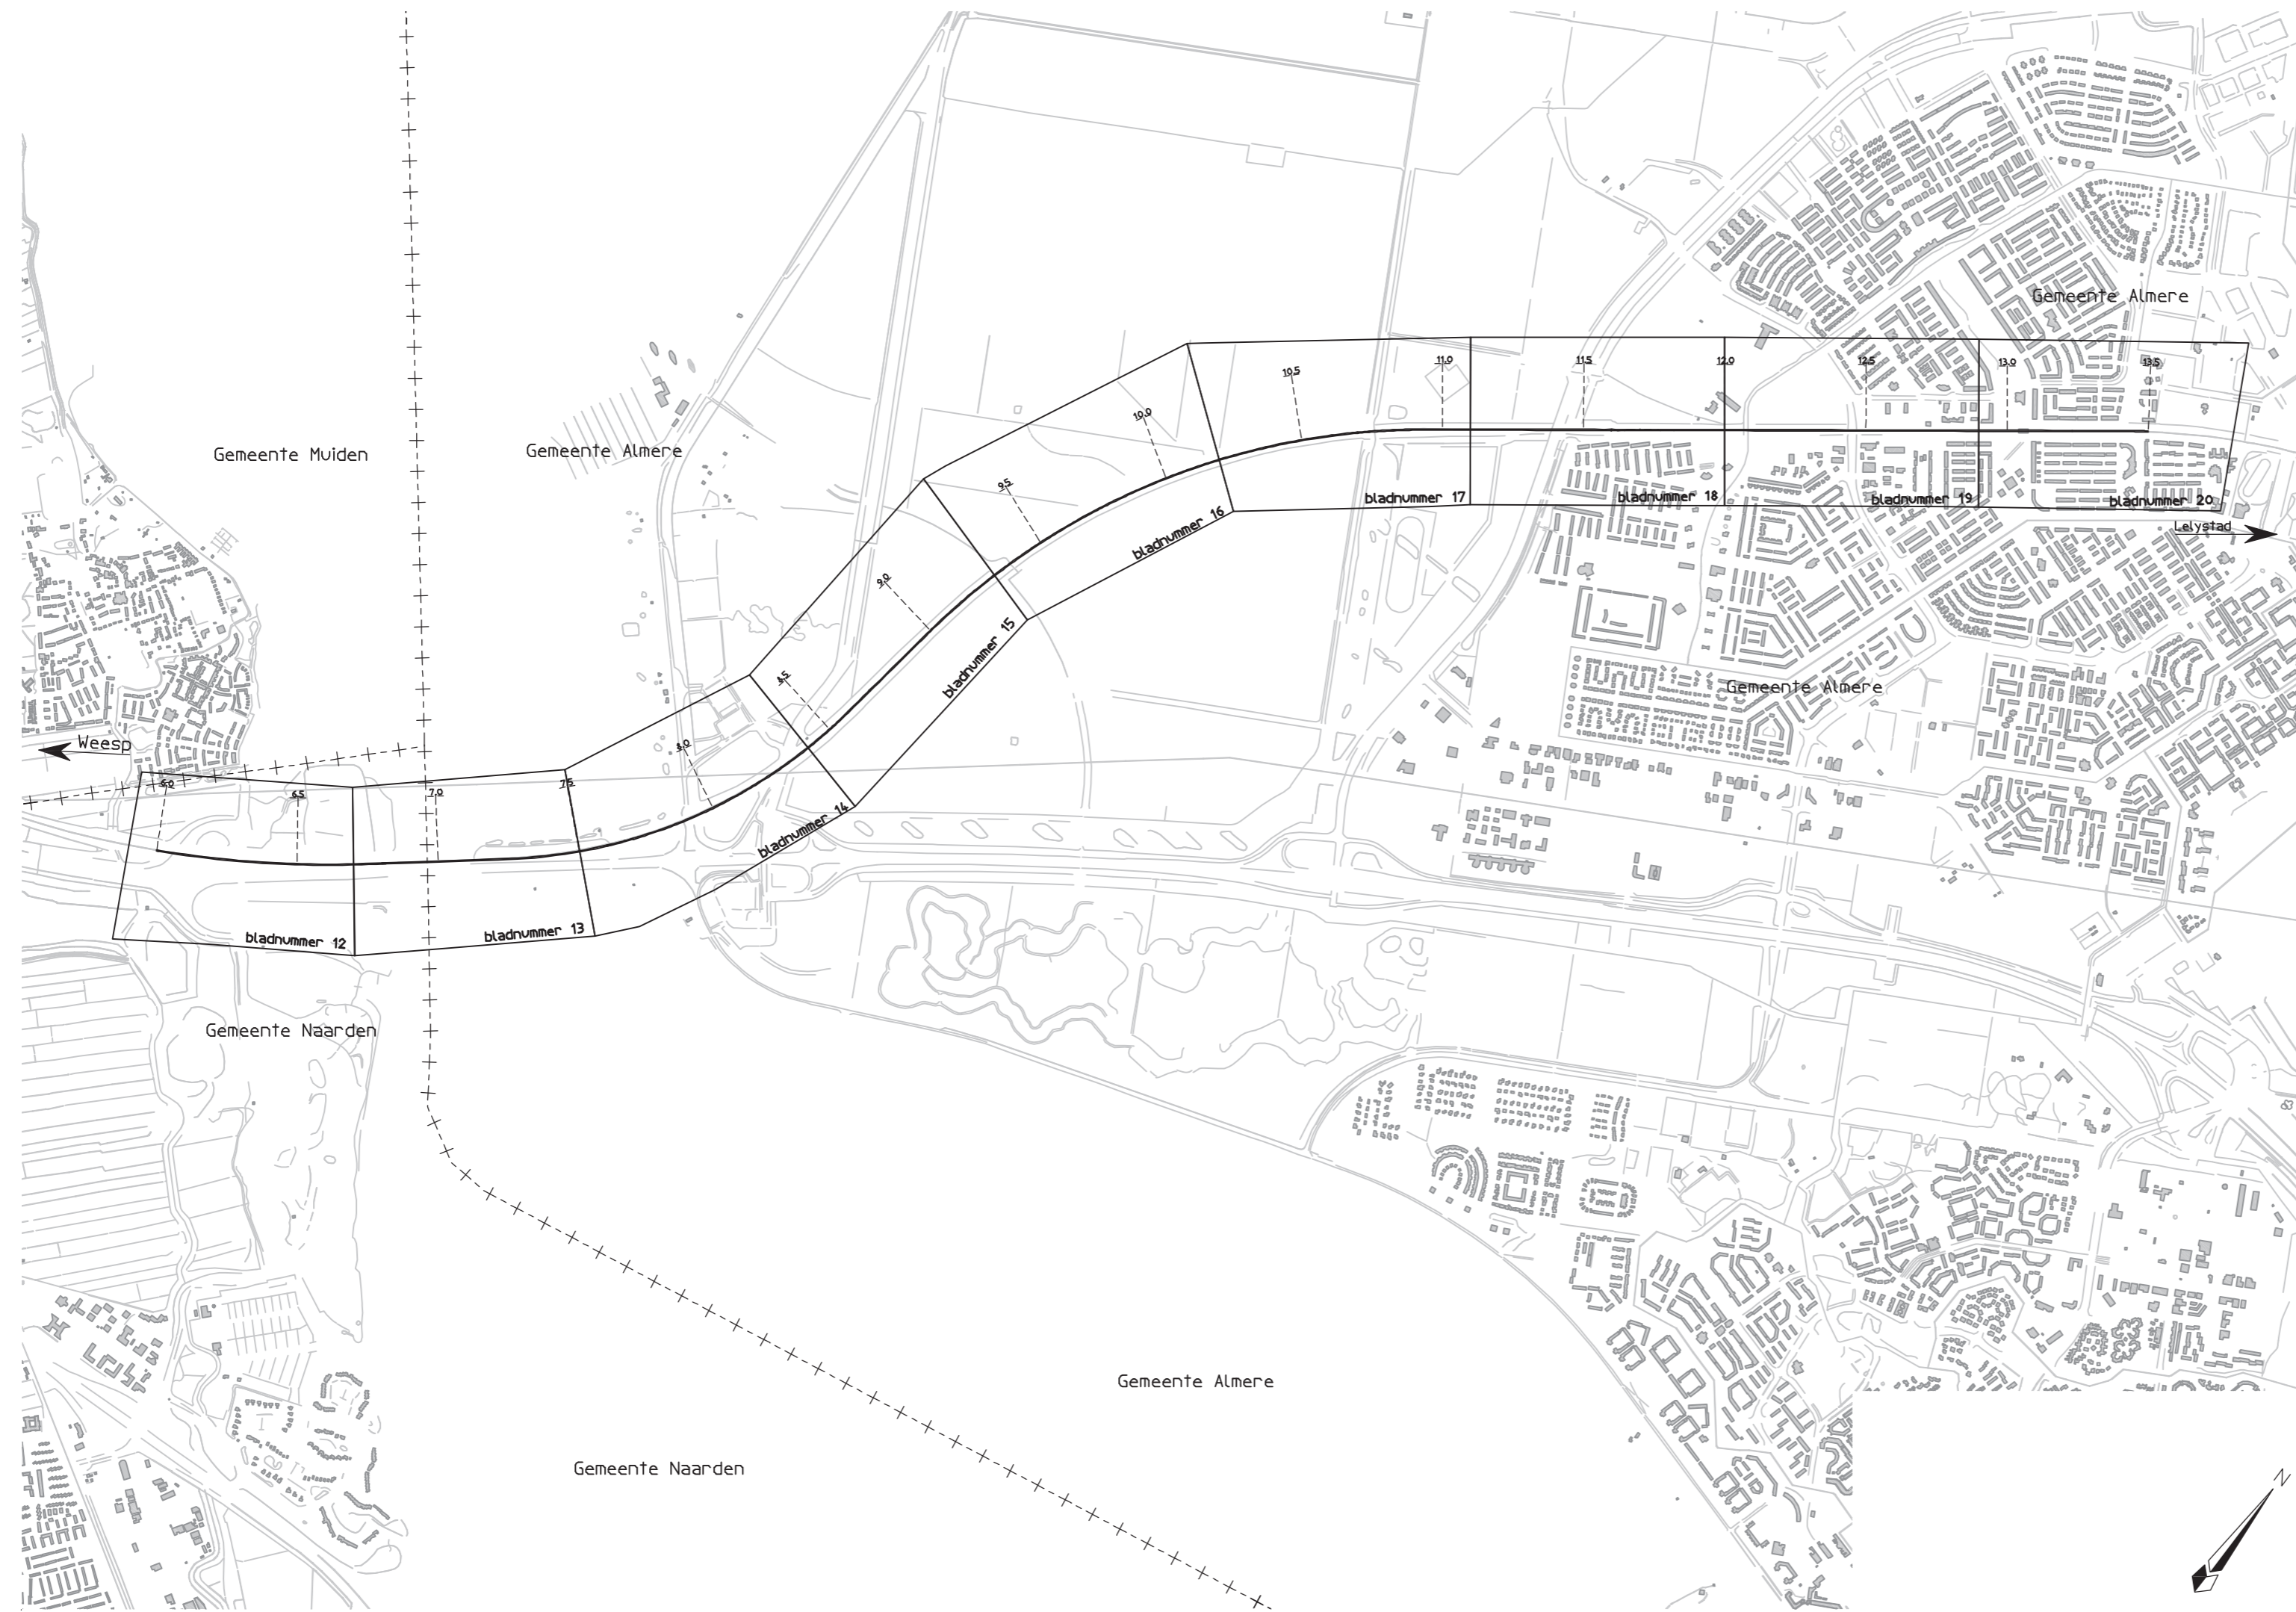 Gemeente Almere
11.0
11.5
12.0
12.5
13.0
13.5
10.5
10.0
Gemeente Muiden
Gemeente Almere
9.5
bladnummer 17
bladnummer 18
bladnummer 19
bladnummer 20
bladnummer 16
Lelystad
9.0
bladnummer 15
8.5
Gemeente Almere
Weesp
8.0
6.0
6.5
7.0
7.5
bladnummer 14
bladnummer 12
bladnummer 13
Gemeente Naarden
Gemeente Almere
Gemeente Naarden
N